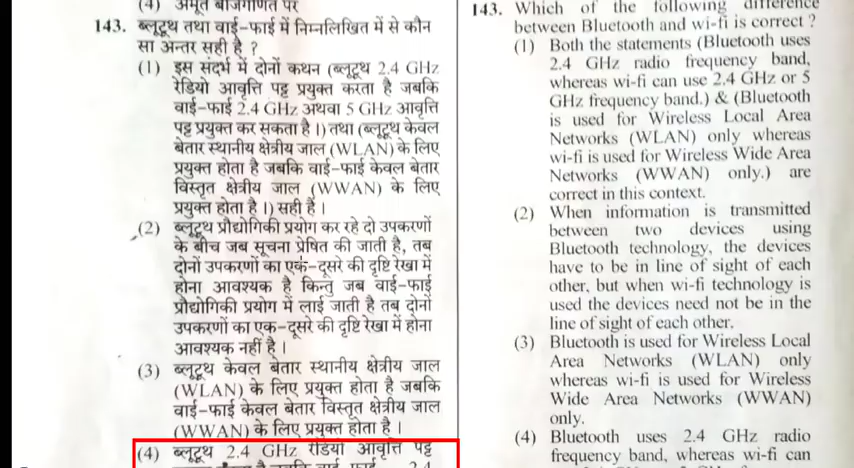 (4) अमूर्त बीजगणित पर
143. ब्लूटूथ तथा वाई-फाई में निम्नलिखित में से कौन
सा अन्तर सही है ?
(1) इस संदर्भ में दोनों कथन (ब्लूटूथ 2.4 GHz
रेडियो आवृत्ति पट्ट प्रयुक्त करता है जबकि
वाई-फाई 2.4 GHz अथवा 5 GHz आवृत्ति
पट्ट प्रयुक्त कर सकता है ।) तथा (ब्लूटूथ केवल
बेतार स्थानीय क्षेत्रीय जाल (WLAN) के लिए
प्रयुक्त होता है जबकि वाई-फाई केवल बेतार
विस्तृत क्षेत्रीय जाल (WWAN) के लिए
प्रयुक्त होता है ।) सही है ।
(2) ब्लूटूथ प्रौद्योगिकी प्रयोग कर रहे दो उपकरणों
के बीच जब सूचना प्रेषित की जाती है, तब
दोनों उपकरणों का एक-दूसरे की दृष्टि रेखा में
होना आवश्यक है किन्तु जब वाई-फाई
प्रौद्योगिकी प्रयोग में लाई जाती है तब दोनों
उपकरणों का एक-दूसरे की दृष्टि रेखा में होना
आवश्यक नहीं है ।
(3) ब्लूटूथ केवल बेतार स्थानीय क्षेत्रीय जाल
(WLAN) के लिए प्रयुक्त होता है जबकि
वाई-फाई केवल बेतार विस्तृत क्षेत्रीय जाल
(WWAN) के लिए प्रयुक्त होता है ।
(4) ब्लूटूथ 2.4 GHz रेडियो आवृत्ति पट्ट
143. Which of the following difference
between Bluetooth and wi-fi is correct ?
(1) Both the statements (Bluetooth uses
2.4 GHz radio frequency band,
whereas wi-fi can use 2.4 GHz or 5
GHz frequency band.) & (Bluetooth
is used for Wireless Local Area
Networks (WLAN) only whereas
wi-fi is used for Wireless Wide Area
Networks (WWAN) only.) are
correct in this context.
(2) When information is transmitted
between two devices using
Bluetooth technology, the devices
have to be in line of sight of each
other, but when wi-fi technology is
used the devices need not be in the
line of sight of each other.
(3) Bluetooth is used for Wireless Local
Area Networks (WLAN) only
whereas wi-fi is used for Wireless
Wide Area Networks (WWAN)
only.
(4) Bluetooth uses 2.4 GHz radio
frequency band, whereas wi-fi can